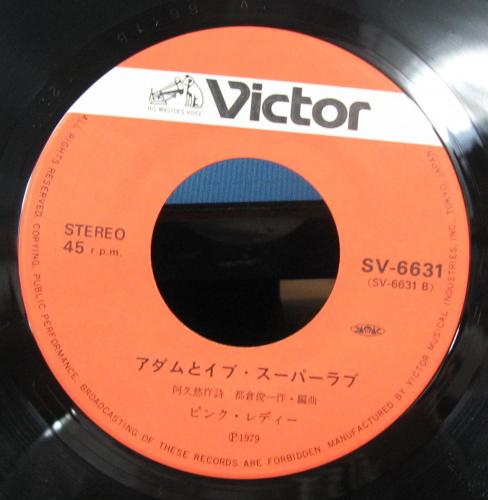 HIS MASTER'S VOICE
Victor
STEREO
45 r.p.m.
SV-6631
(SV-6631 B)
JASRAC
アダムとイブ・スーパーラブ
阿久悠作詩 都倉俊一作・編曲
ピンク・レディー
Ⓟ1979
ALL RIGHTS RESERVED. COPYING, PUBLIC PERFORMANCE, BROADCASTING OF THESE RECORDS ARE FORBIDDEN. MANUFACTURED BY VICTOR MUSICAL INDUSTRIES, INC. TOKYO, JAPAN